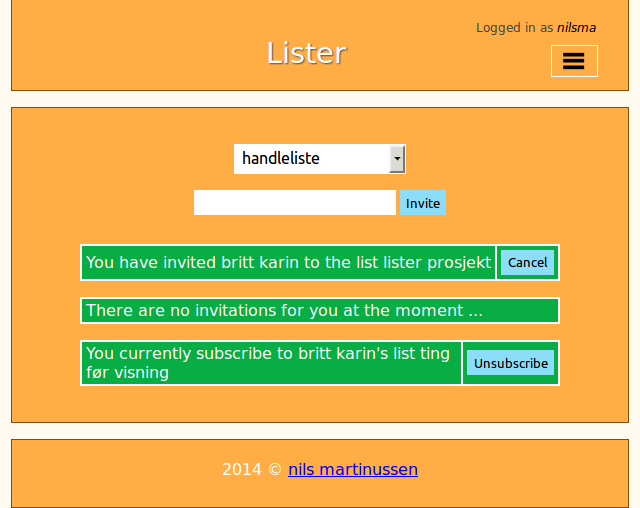 Logged in as nilsma
Lister
handleliste
Invite
You have invited britt karin to the list lister prosjekt Cancel
There are no invitations for you at the moment ...
You currently subscribe to britt karin's list ting
før visning
Unsubscribe
2014 © nils martinussen